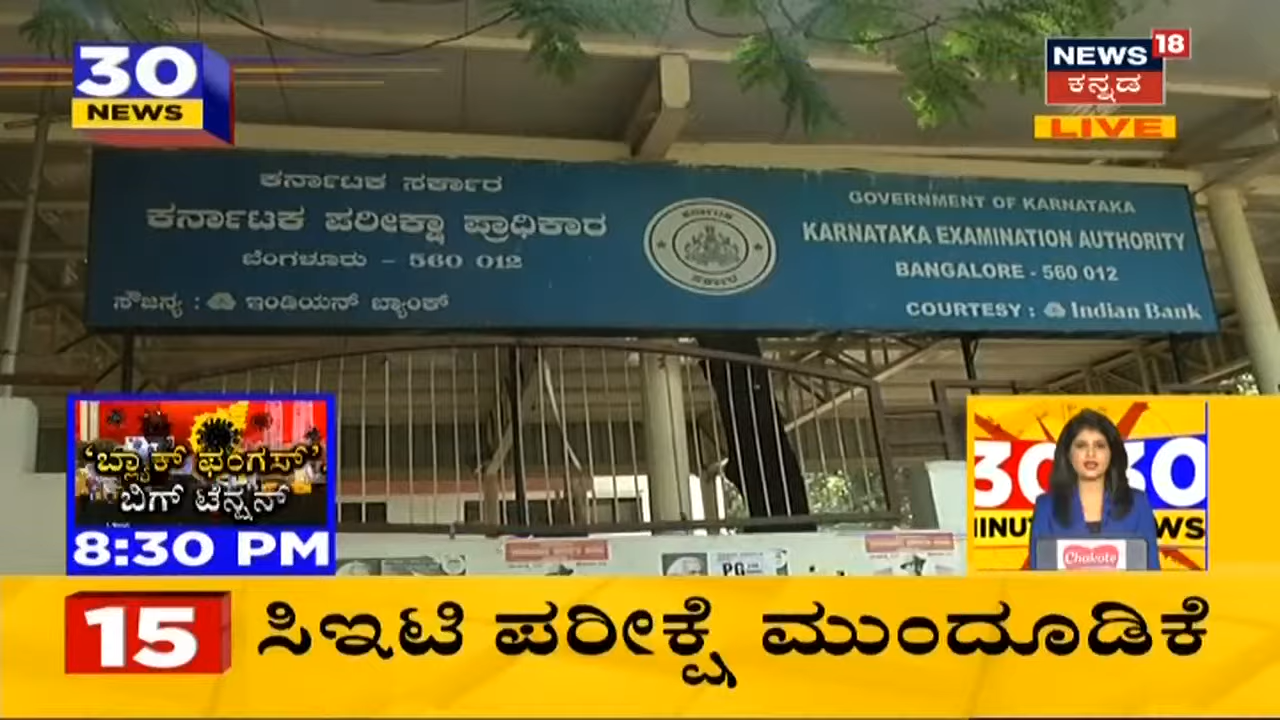 30
NEWS
NEWS 18
ಕನ್ನಡ
LIVE
ಕರ್ನಾಟಕ ಸರ್ಕಾರ
ಕರ್ನಾಟಕ ಪರೀಕ್ಷಾ ಪ್ರಾಧಿಕಾರ
ಬೆಂಗಳೂರು - 560 012
ಸೌಜನ್ಯ : ಇಂಡಿಯನ್ ಬ್ಯಾಂಕ್
GOVERNMENT OF KARNATAKA
KARNATAKA EXAMINATION AUTHORITY
BANGALORE - 560 012
COURTESY : Indian Bank
'ಬ್ಲ್ಯಾಕ್ ಫಂಗಸ್'
ಬಿಗ್ ಟೆನ್ಷನ್
8:30 PM
PG
Chokote
15 ಸಿಇಟಿ ಪರೀಕ್ಷೆ ಮುಂದೂಡಿಕೆ